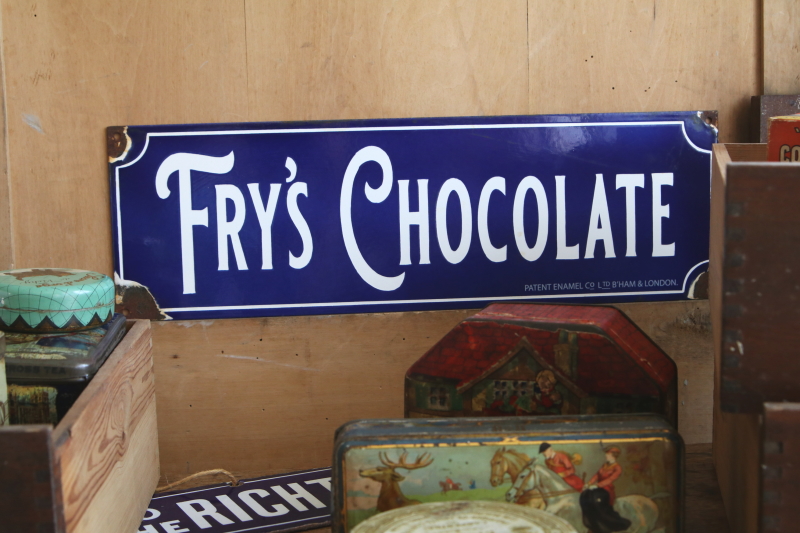 FRY'S CHOCOLATE
PATENT ENAMEL CO LTD B'HAM & LONDON.
RIGHT